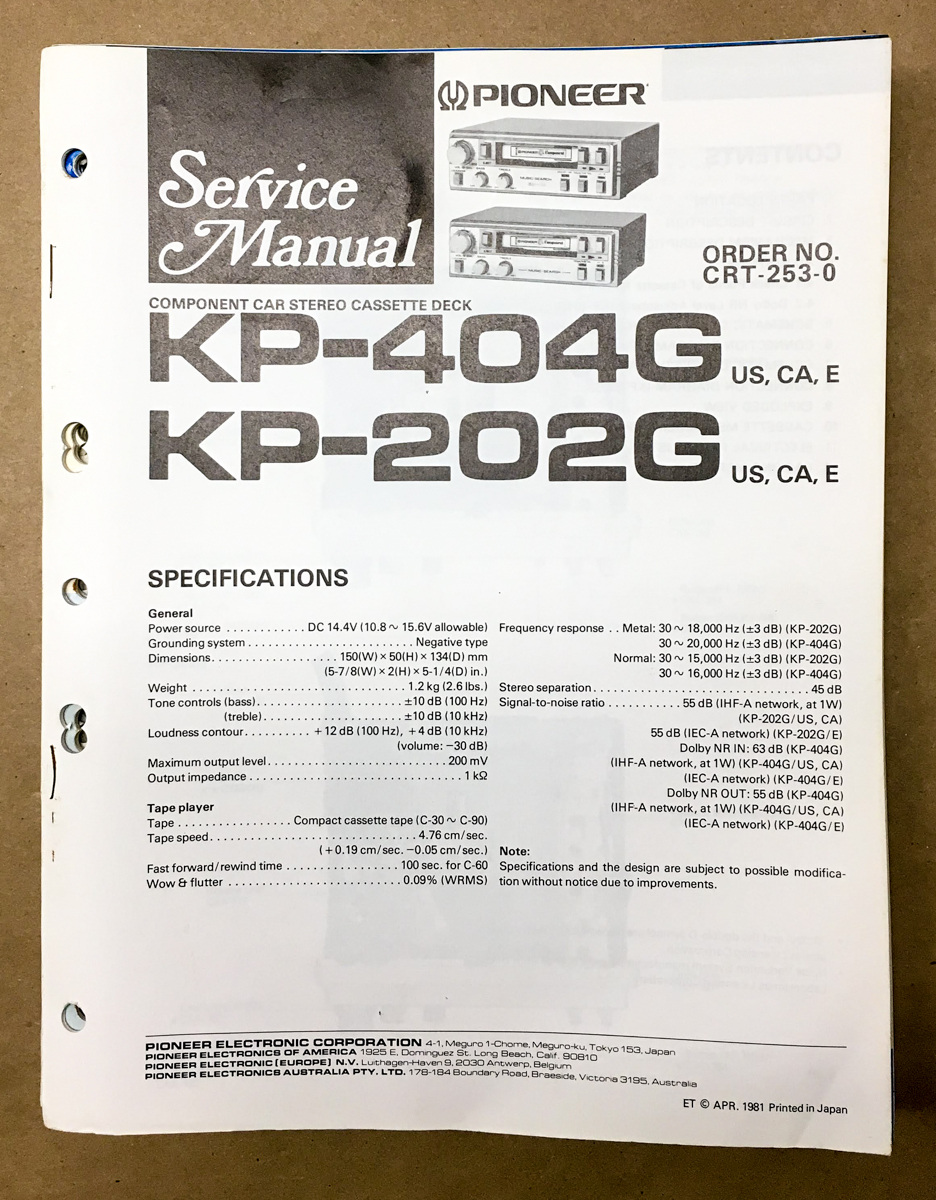 Service
Manual
PIONEER
ORDER NO.
CRT-253-0
COMPONENT CAR STEREO CASSETTE DECK
KP-404G US, CA, E
KP-202G US, CA, E
SPECIFICATIONS
General
Power source . . . . . . . . . . . . DC 14.4V (10.8 ~ 15.6V allowable)
Grounding system . . . . . . . . . . . . . . . . . . . . . . . . Negative type
Dimensions. . . . . . . . . . . . . . . . . . 150(W) × 50(H) × 134(D) mm
(5-7/8(W) × 2(H) × 5-1/4(D) in.)
Weight . . . . . . . . . . . . . . . . . . . . . . . . . . . . . . 1.2 kg (2.6 lbs.)
Tone controls (bass). . . . . . . . . . . . . . . . . . . . . ±10 dB (100 Hz)
(treble). . . . . . . . . . . . . . . . . . . . ±10 dB (10 kHz)
Loudness contour. . . . . . . . . . +12 dB (100 Hz), +4 dB (10 kHz)
(volume: −30 dB)
Maximum output level. . . . . . . . . . . . . . . . . . . . . . . . . . 200 mV
Output impedance . . . . . . . . . . . . . . . . . . . . . . . . . . . . . . 1 kΩ
Tape player
Tape . . . . . . . . . . . . . . . . Compact cassette tape (C-30 ~ C-90)
Tape speed. . . . . . . . . . . . . . . . . . . . . . . . . . . . . 4.76 cm/sec.
(+0.19 cm/sec. −0.05 cm/sec.)
Fast forward/rewind time . . . . . . . . . . . . . . . . 100 sec. for C-60
Wow & flutter . . . . . . . . . . . . . . . . . . . . . . . . . 0.09% (WRMS)
Frequency response . . Metal: 30 ~ 18,000 Hz (±3 dB) (KP-202G)
30 ~ 20,000 Hz (±3 dB) (KP-404G)
Normal: 30 ~ 15,000 Hz (±3 dB) (KP-202G)
30 ~ 16,000 Hz (±3 dB) (KP-404G)
Stereo separation. . . . . . . . . . . . . . . . . . . . . . . . . . . . . . . 45 dB
Signal-to-noise ratio . . . . . . . . . . . 55 dB (IHF-A network, at 1W)
(KP-202G/US, CA)
55 dB (IEC-A network) (KP-202G/E)
Dolby NR IN: 63 dB (KP-404G)
(IHF-A network, at 1W) (KP-404G/US, CA)
(IEC-A network) (KP-404G/E)
Dolby NR OUT: 55 dB (KP-404G)
(IHF-A network, at 1W) (KP-404G/US, CA)
(IEC-A network) (KP-404G/E)
Note:
Specifications and the design are subject to possible modifica-
tion without notice due to improvements.
PIONEER ELECTRONIC CORPORATION 4-1, Meguro 1-Chome, Meguro-ku, Tokyo 153, Japan
PIONEER ELECTRONICS OF AMERICA 1925 E. Dominguez St. Long Beach, Calif. 90810
PIONEER ELECTRONIC (EUROPE) N.V. Luithagen-Haven 9, 2030 Antwerp, Belgium
PIONEER ELECTRONICS AUSTRALIA PTY. LTD. 178-184 Boundary Road, Braeside, Victoria 3195, Australia
ET © APR. 1981 Printed in Japan